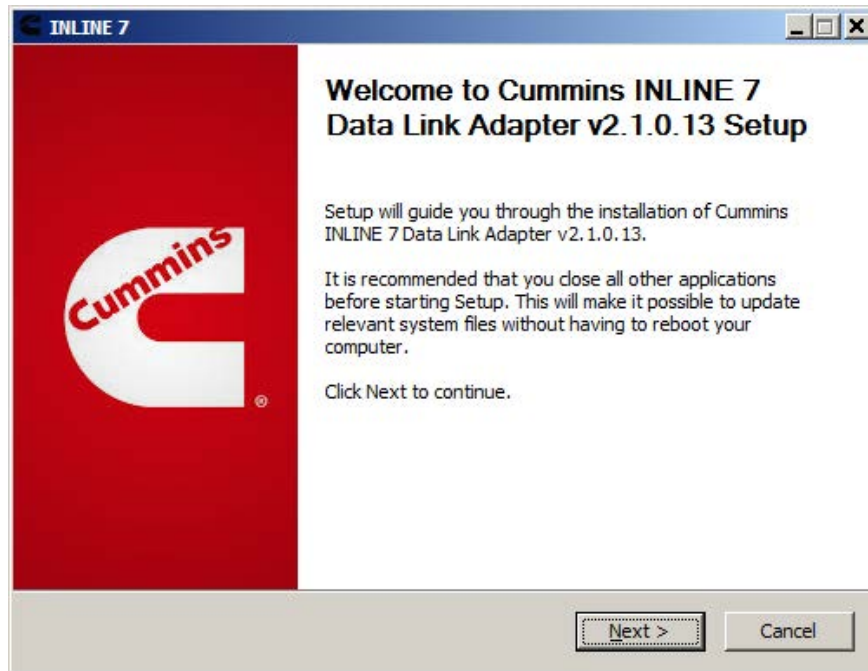 INLINE 7
Welcome to Cummins INLINE 7
Data Link Adapter v2.1.0.13 Setup
Setup will guide you through the installation of Cummins
INLINE 7 Data Link Adapter v2.1.0.13.
It is recommended that you close all other applications
before starting Setup. This will make it possible to update
relevant system files without having to reboot your
computer.
Click Next to continue.
Cummins
®
Next >
Cancel